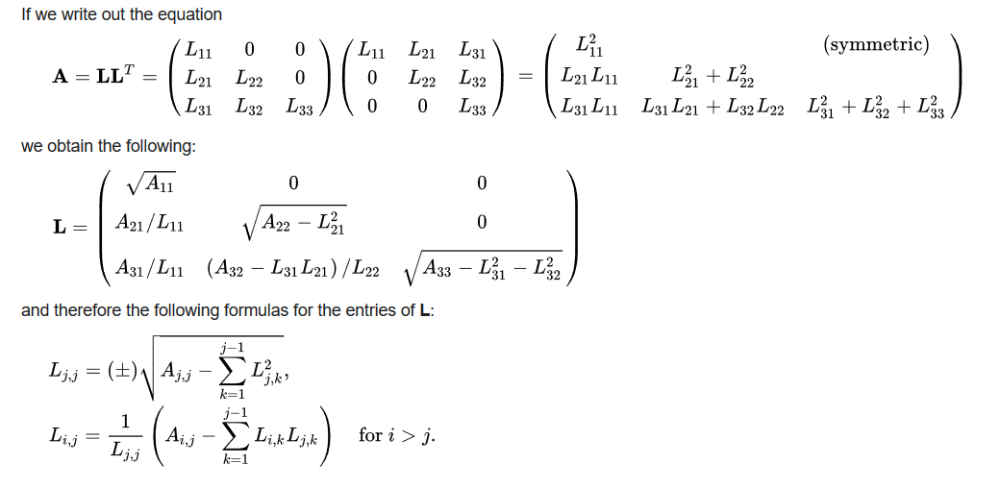 If we write out the equation
$$\mathbf{A} = \mathbf{LL}^T = \begin{pmatrix} L_{11} & 0 & 0 \\ L_{21} & L_{22} & 0 \\ L_{31} & L_{32} & L_{33} \end{pmatrix} \begin{pmatrix} L_{11} & L_{21} & L_{31} \\ 0 & L_{22} & L_{32} \\ 0 & 0 & L_{33} \end{pmatrix} = \begin{pmatrix} L_{11}^2 & & \text{(symmetric)} \\ L_{21}L_{11} & L_{21}^2 + L_{22}^2 & \\ L_{31}L_{11} & L_{31}L_{21} + L_{32}L_{22} & L_{31}^2 + L_{32}^2 + L_{33}^2 \end{pmatrix}$$
we obtain the following:
$$\mathbf{L} = \begin{pmatrix} \sqrt{A_{11}} & 0 & 0 \\ A_{21}/L_{11} & \sqrt{A_{22} - L_{21}^2} & 0 \\ A_{31}/L_{11} & (A_{32} - L_{31}L_{21})/L_{22} & \sqrt{A_{33} - L_{31}^2 - L_{32}^2} \end{pmatrix}$$
and therefore the following formulas for the entries of **L**:
$$L_{j,j} = (\pm)\sqrt{A_{j,j} - \sum_{k=1}^{j-1} L_{j,k}^2},$$
$$L_{i,j} = \frac{1}{L_{j,j}} \left( A_{i,j} - \sum_{k=1}^{j-1} L_{i,k}L_{j,k} \right) \quad \text{for } i > j.$$